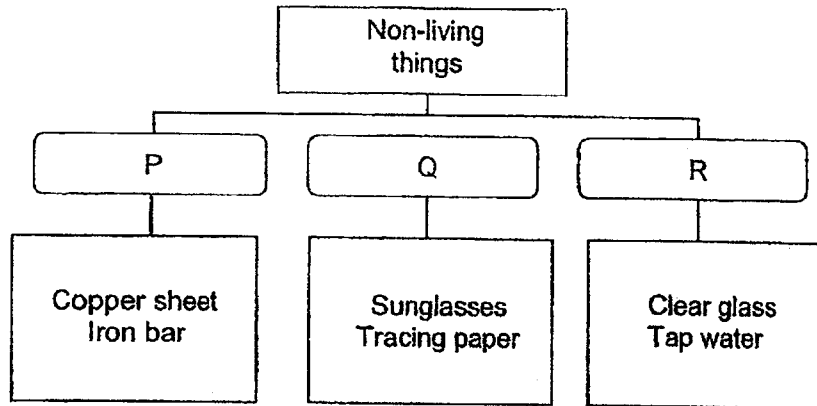 Non-living
things
P
Q
R
Copper sheet
Iron bar
Sunglasses
Tracing paper
Clear glass
Tap water